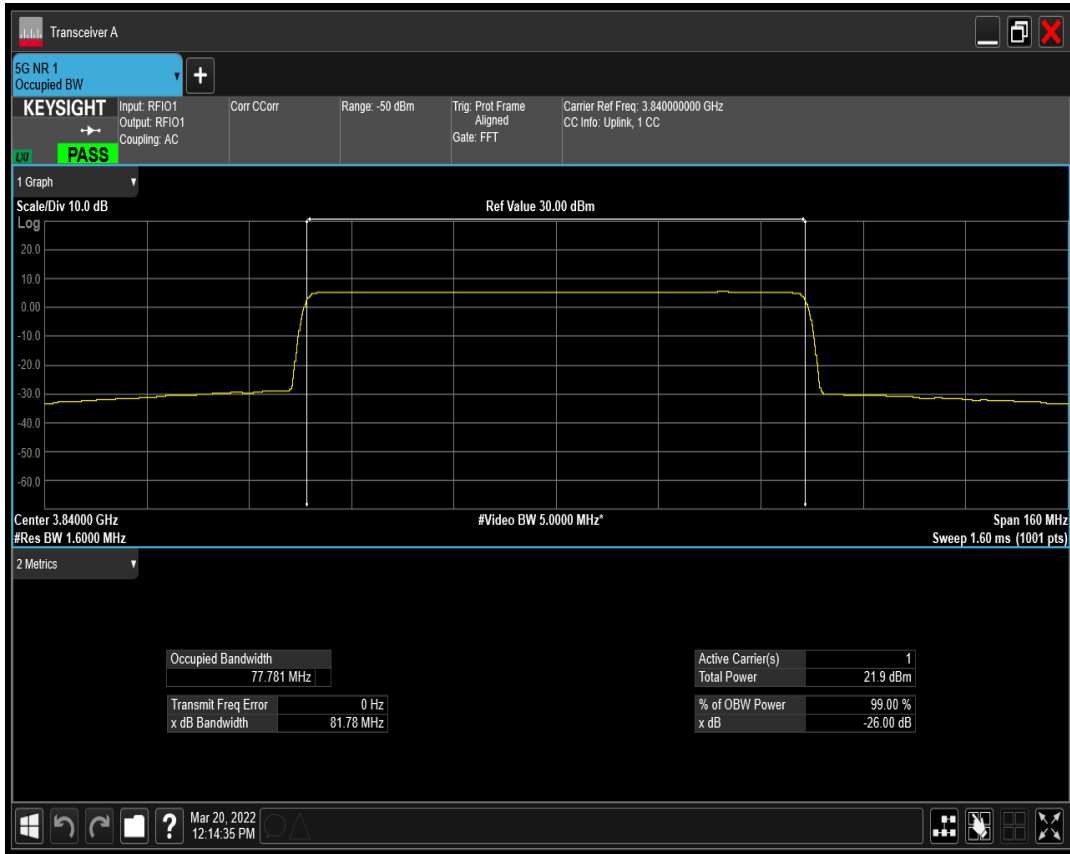 Transceiver A
5G NR 1
Occupied BW
+
KEYSIGHT
LXI
PASS
Input: RFIO1
Output: RFIO1
Coupling: AC
Corr CCorr
Range: -50 dBm
Trig: Prot Frame
Aligned
Gate: FFT
Carrier Ref Freq: 3.840000000 GHz
CC Info: Uplink, 1 CC
1 Graph
Scale/Div 10.0 dB
Ref Value 30.00 dBm
Log
20.0
10.0
0.00
-10.0
-20.0
-30.0
-40.0
-50.0
-60.0
Center 3.84000 GHz
#Video BW 5.0000 MHz*
Span 160 MHz
#Res BW 1.6000 MHz
Sweep 1.60 ms (1001 pts)
2 Metrics
Occupied Bandwidth
77.781 MHz
Transmit Freq Error 0 Hz
x dB Bandwidth 81.78 MHz
Active Carrier(s) 1
Total Power 21.9 dBm
% of OBW Power 99.00 %
x dB -26.00 dB
?
Mar 20, 2022
12:14:35 PM